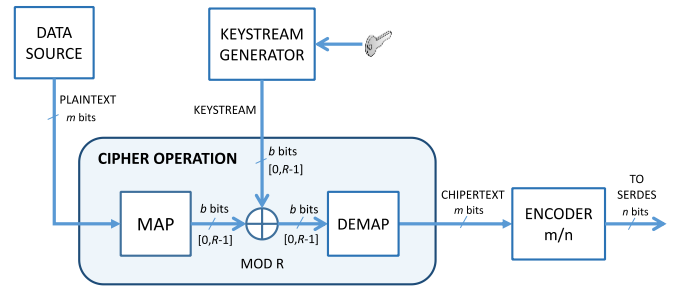 DATA
SOURCE
KEYSTREAM
GENERATOR
PLAINTEXT
m bits
KEYSTREAM
CIPHER OPERATION
b bits
[0,R-1]
MAP
b bits
[0,R-1]
b bits
[0,R-1]
DEMAP
MOD R
CHIPERTEXT
m bits
ENCODER
m/n
TO
SERDES
n bits